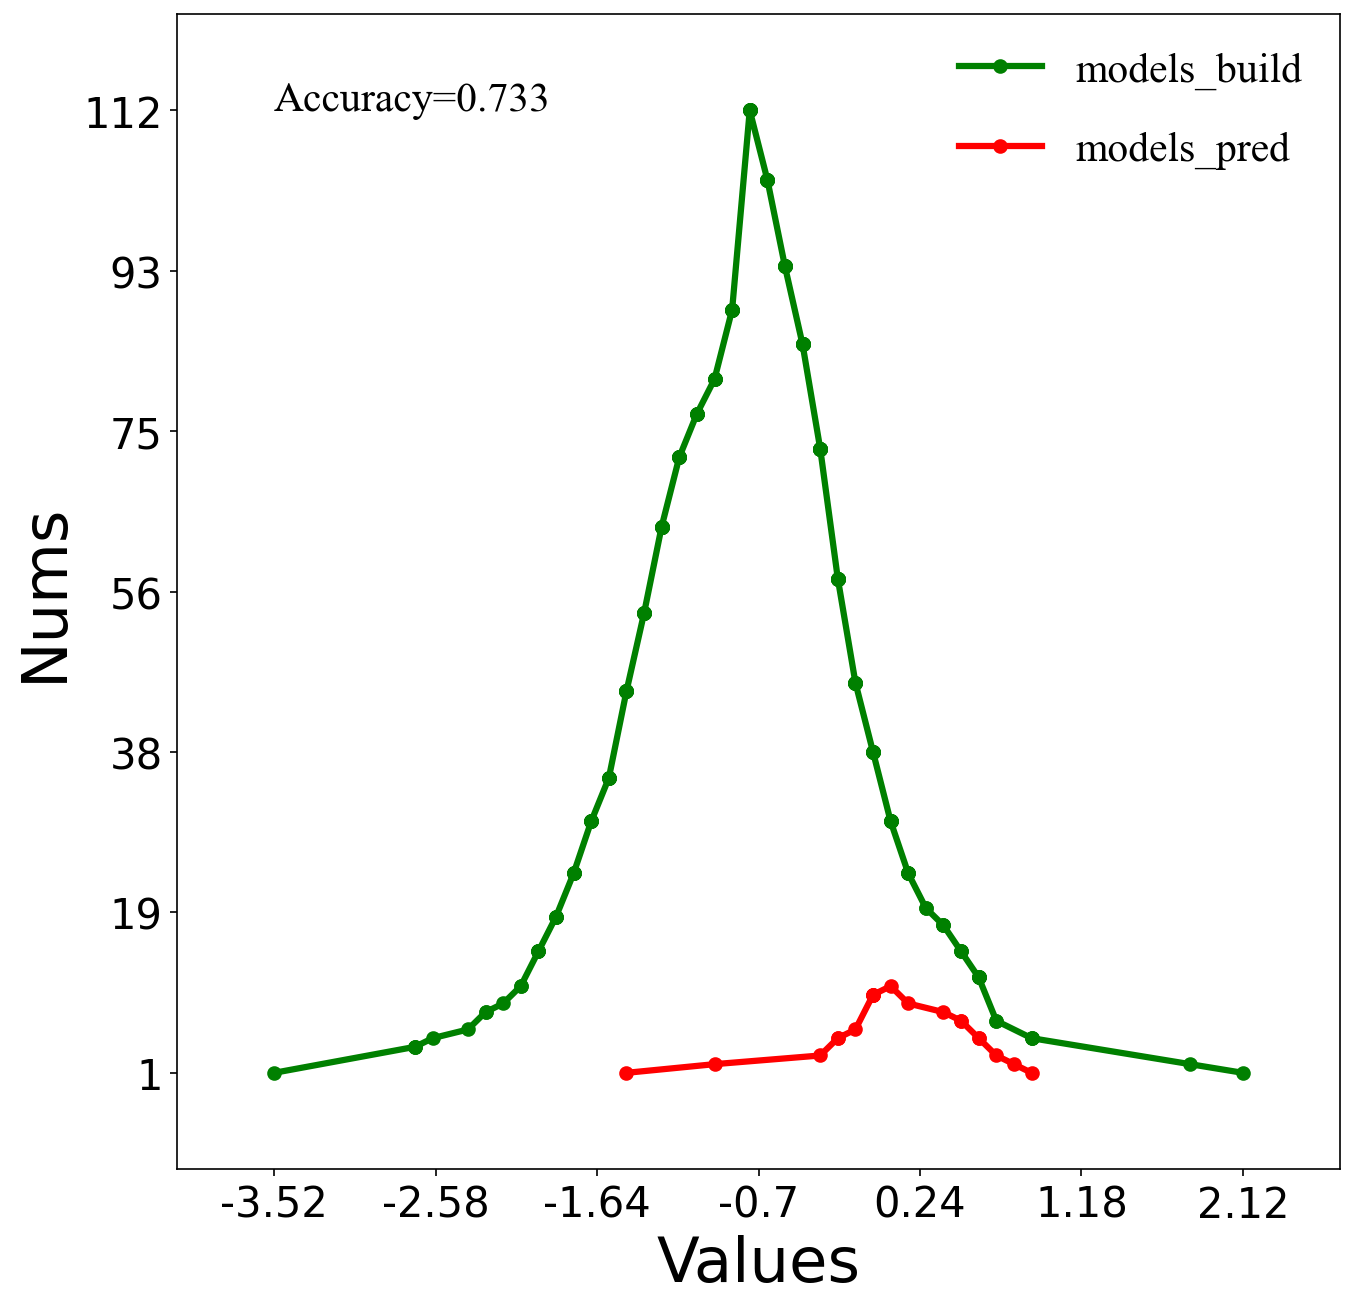 Accuracy=0.733
models_build
models_pred
112
93
75
56
38
19
1
Nums
-3.52
-2.58
-1.64
-0.7
0.24
1.18
2.12
Values